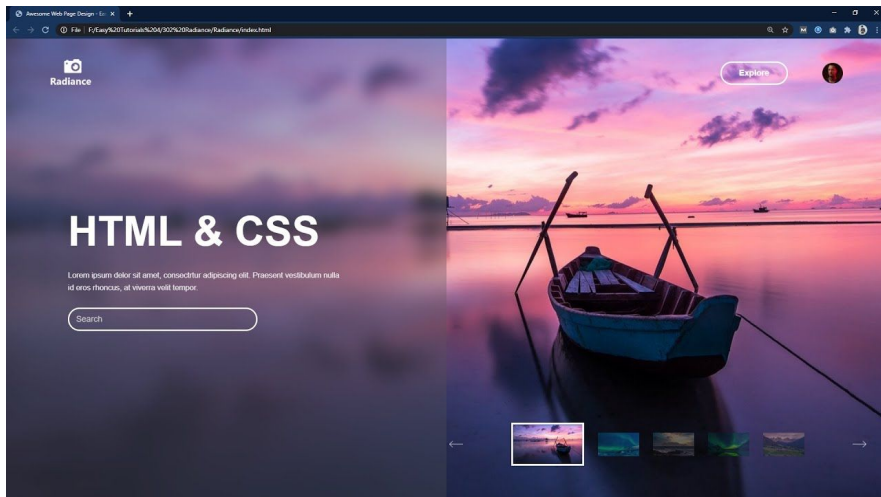 Awesome Web Page Design - Ea
File | F:/Easy%20Tutorials%204/302%20Radiance/Radiance/index.html
Radiance
Explore
HTML & CSS
Lorem ipsum delor sit amet, consectrtur adipiscing elit. Praesent vestibulum nulla
id eros rhoncus, at viverra velit tempor.
Search